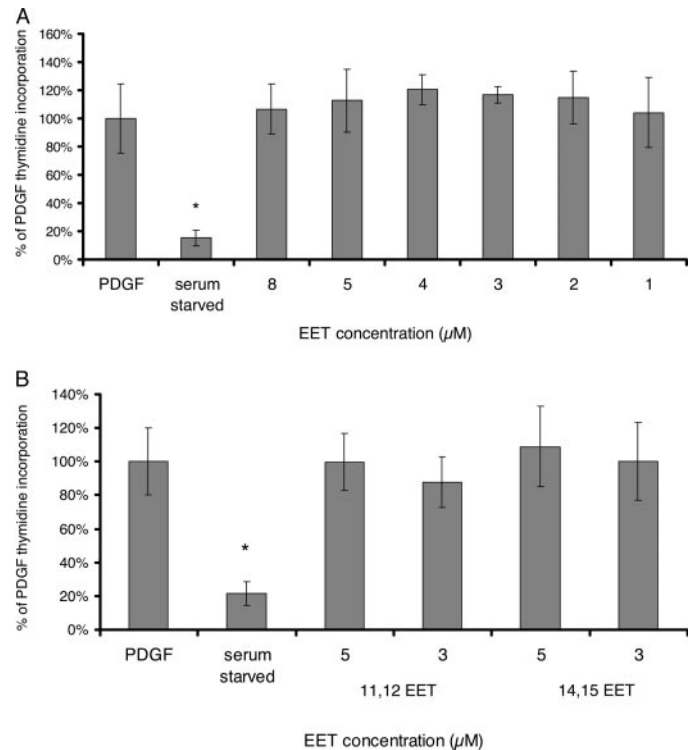 A
% of PDGF thymidine incorporation
160%
140%
120%
100%
80%
60%
40%
20%
0%
*
PDGF serum starved 8 5 4 3 2 1
EET concentration (µM)
B
% of PDGF thymidine incorporation
140%
120%
100%
80%
60%
40%
20%
0%
*
PDGF serum starved 5 3 5 3
11,12 EET 14,15 EET
EET concentration (µM)